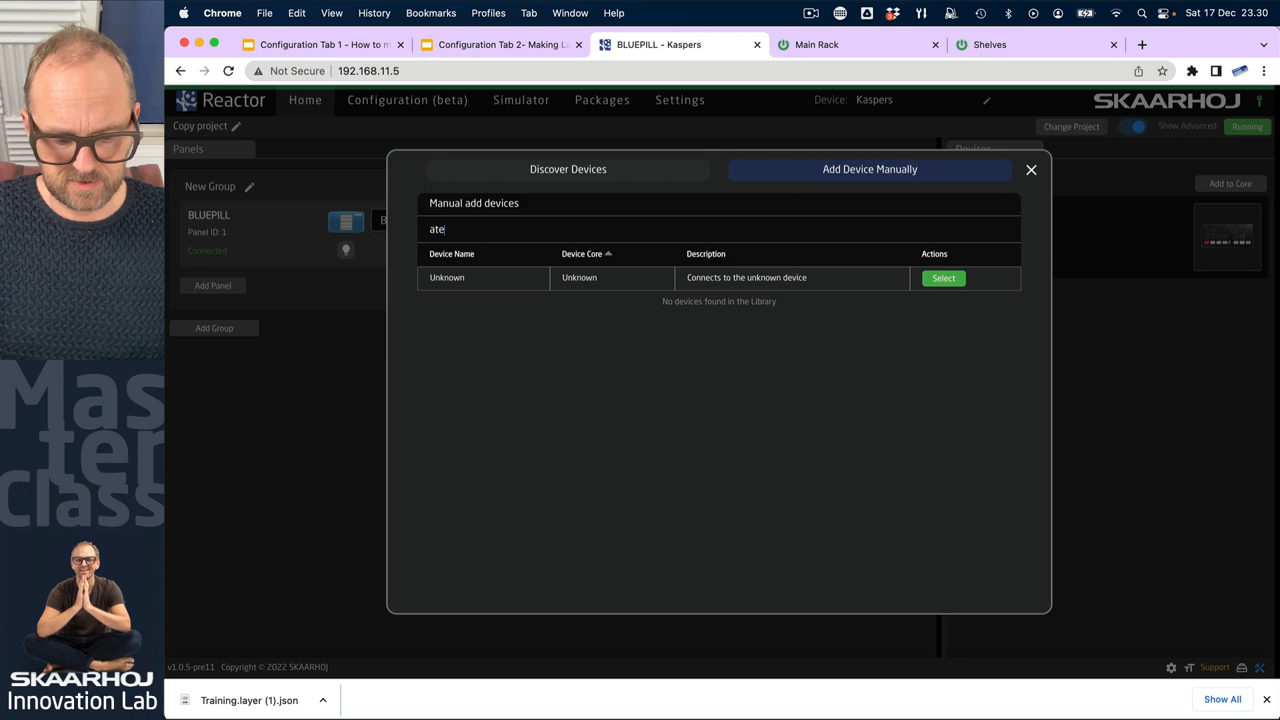 Chrome File Edit View History Bookmarks Profiles Tab Window Help
Sat 17 Dec 23.30
Configuration Tab 1 - How to m
Configuration Tab 2- Making L
BLUEPILL - Kaspers
Main Rack
Shelves
Not Secure 192.168.11.5
Reactor Home Configuration (beta) Simulator Packages Settings
Device: Kaspers
SKAARHOJ
Copy project
Change Project
Show Advanced
Running
Panels
New Group
BLUEPILL
Panel ID: 1
Connected
B
Add Panel
Add Group
Devices
Add to Core
Discover Devices
Add Device Manually
Manual add devices
ate
Device Name Device Core Description Actions
Unknown Unknown Connects to the unknown device Select
No devices found in the Library
Mas
ter
Class
SKAARHOJ
Innovation Lab
v1.0.5-pre11 Copyright © 2022 SKAARHOJ
Support
Training.layer (1).json
Show All